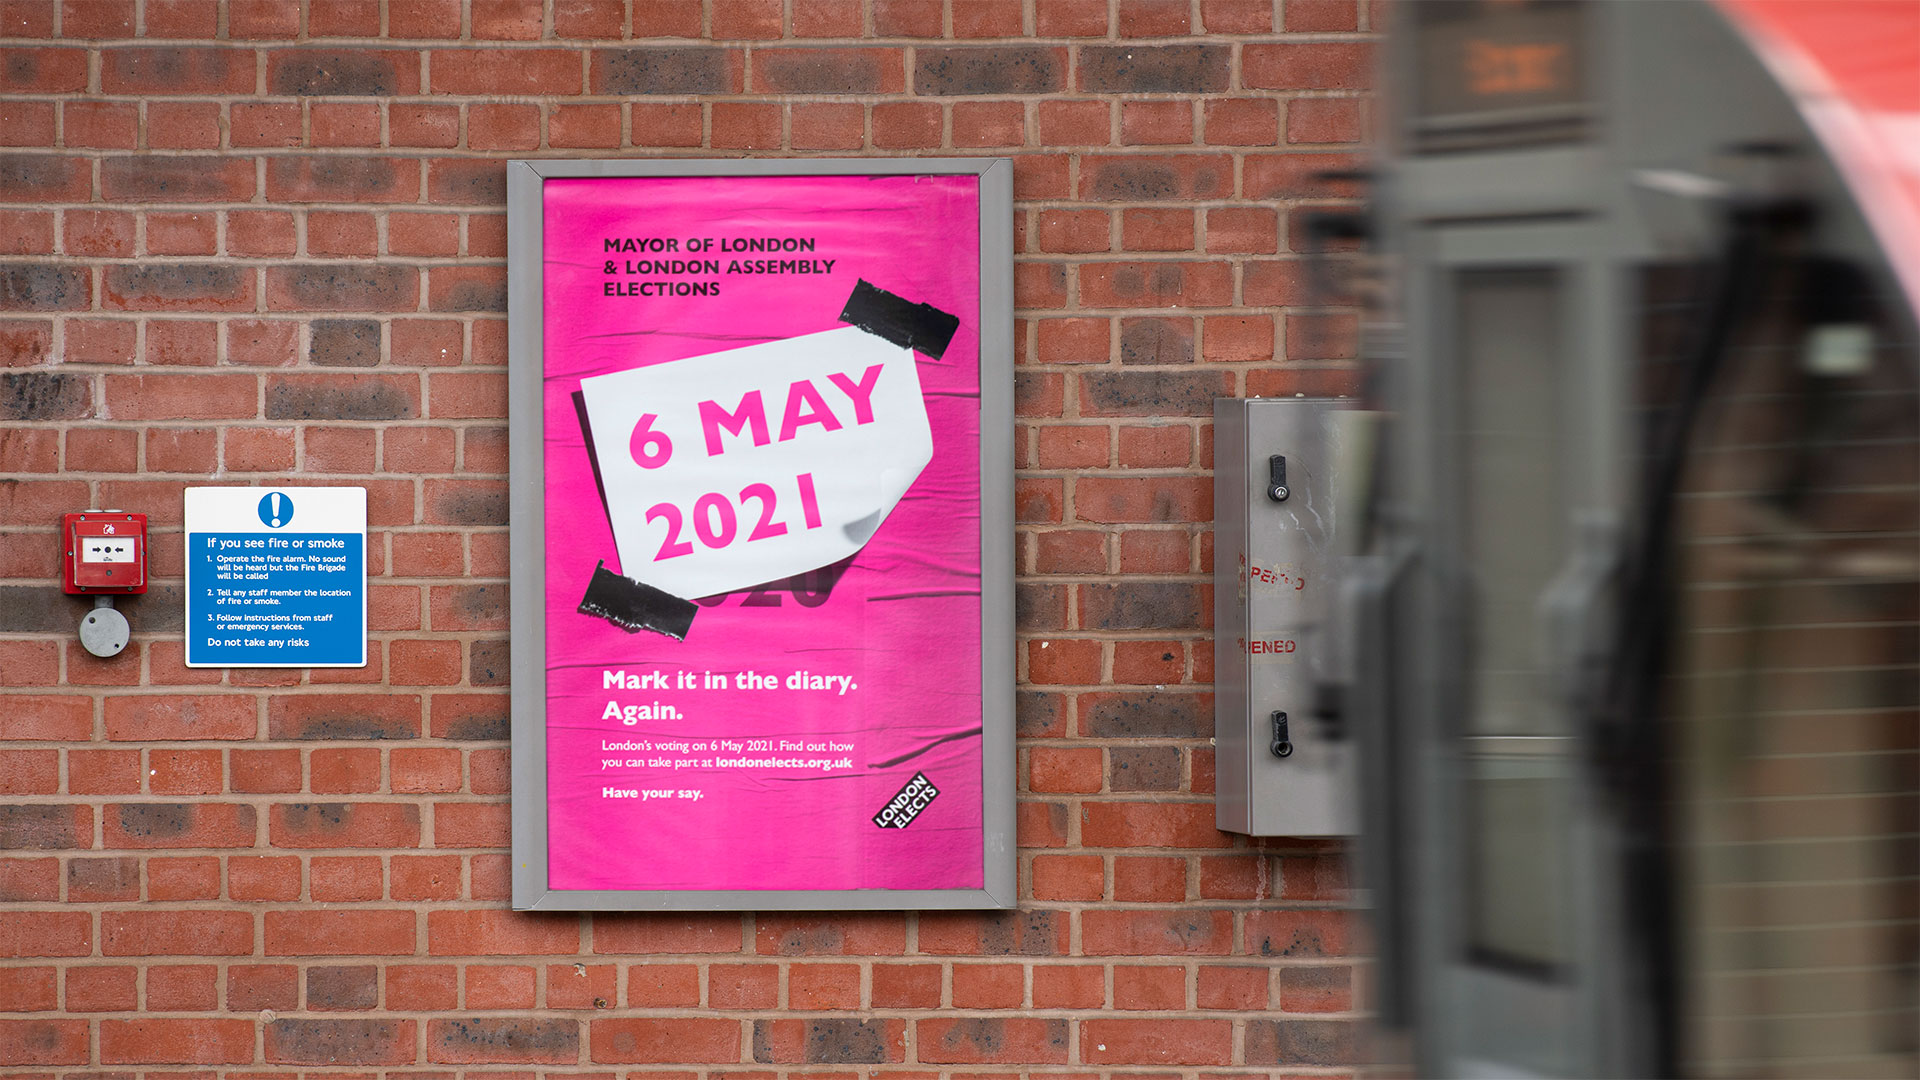 MAYOR OF LONDON
& LONDON ASSEMBLY
ELECTIONS
6 MAY
2021
2020
Mark it in the diary.
Again.
London's voting on 6 May 2021. Find out how
you can take part at londonelects.org.uk
Have your say.
LONDON
ELECTS
If you see fire or smoke
1. Operate the fire alarm. No sound
will be heard but the Fire Brigade
will be called
2. Tell any staff member the location
of fire or smoke.
3. Follow instructions from staff
or emergency services.
Do not take any risks
ENED